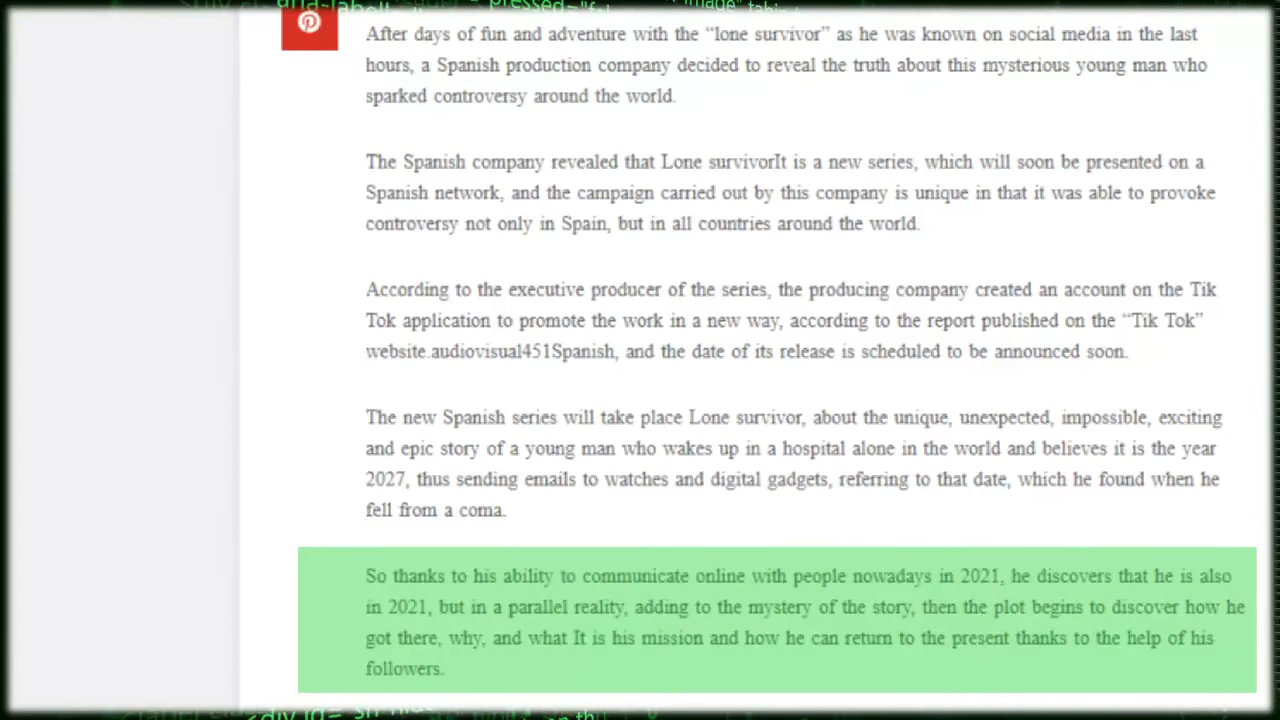 After days of fun and adventure with the “lone survivor” as he was known on social media in the last
hours, a Spanish production company decided to reveal the truth about this mysterious young man who
sparked controversy around the world.
The Spanish company revealed that Lone survivorIt is a new series, which will soon be presented on a
Spanish network, and the campaign carried out by this company is unique in that it was able to provoke
controversy not only in Spain, but in all countries around the world.
According to the executive producer of the series, the producing company created an account on the Tik
Tok application to promote the work in a new way, according to the report published on the “Tik Tok”
website.audiovisual451Spanish, and the date of its release is scheduled to be announced soon.
The new Spanish series will take place Lone survivor, about the unique, unexpected, impossible, exciting
and epic story of a young man who wakes up in a hospital alone in the world and believes it is the year
2027, thus sending emails to watches and digital gadgets, referring to that date, which he found when he
fell from a coma.
So thanks to his ability to communicate online with people nowadays in 2021, he discovers that he is also
in 2021, but in a parallel reality, adding to the mystery of the story, then the plot begins to discover how he
got there, why, and what It is his mission and how he can return to the present thanks to the help of his
followers.